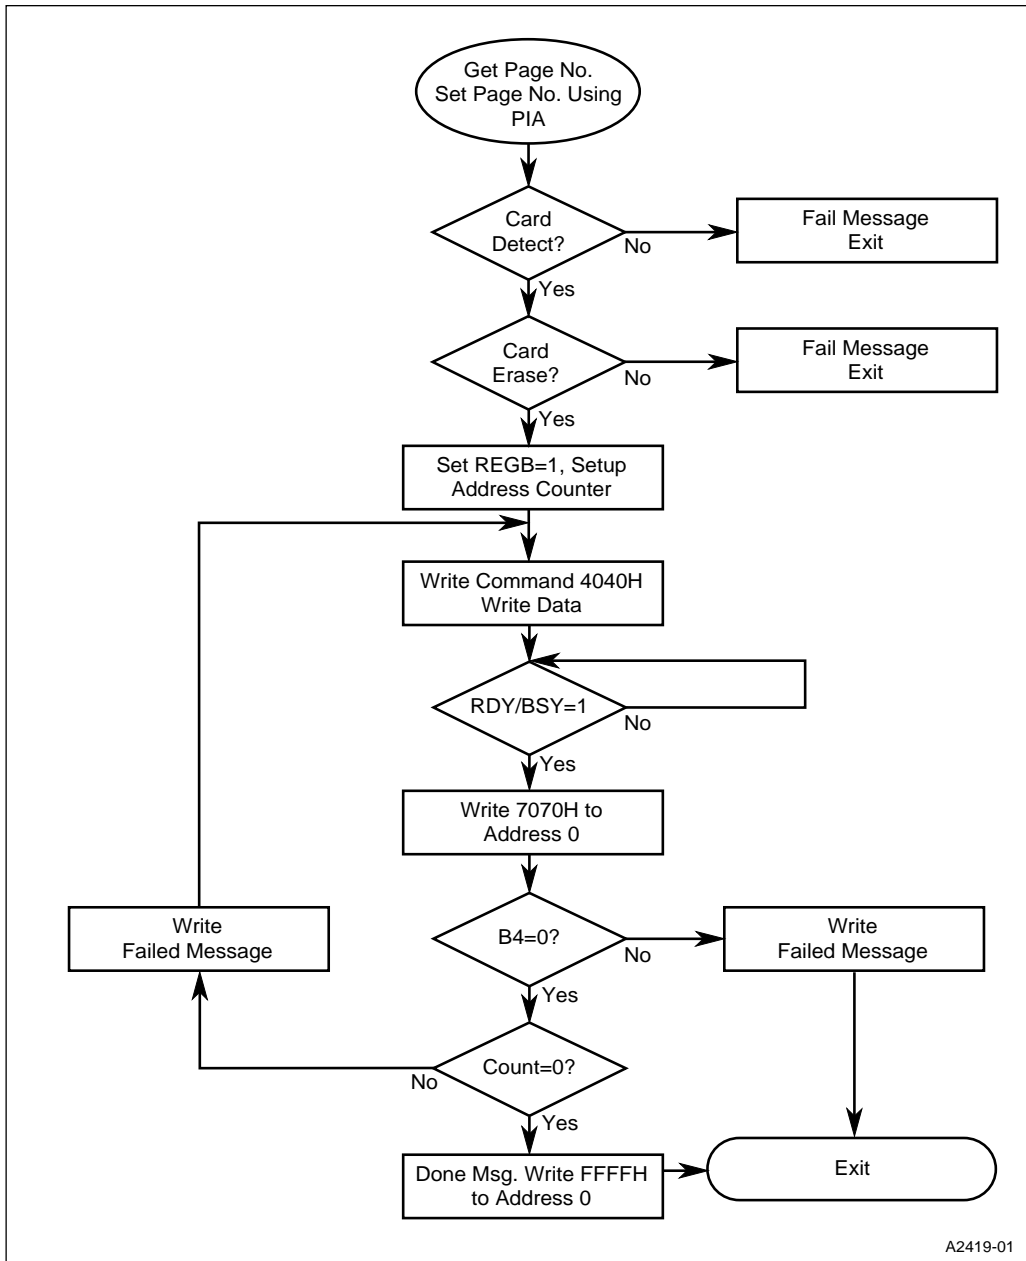 Get Page No.
Set Page No. Using
PIA
Card
Detect?
No
Fail Message
Exit
Yes
Card
Erase?
No
Fail Message
Exit
Yes
Set REGB=1, Setup
Address Counter
Write Command 4040H
Write Data
RDY/BSY=1
No
Yes
Write 7070H to
Address 0
Write
Failed Message
B4=0?
No
Write
Failed Message
Yes
Count=0?
No
Yes
Done Msg. Write FFFFH
to Address 0
Exit
A2419-01